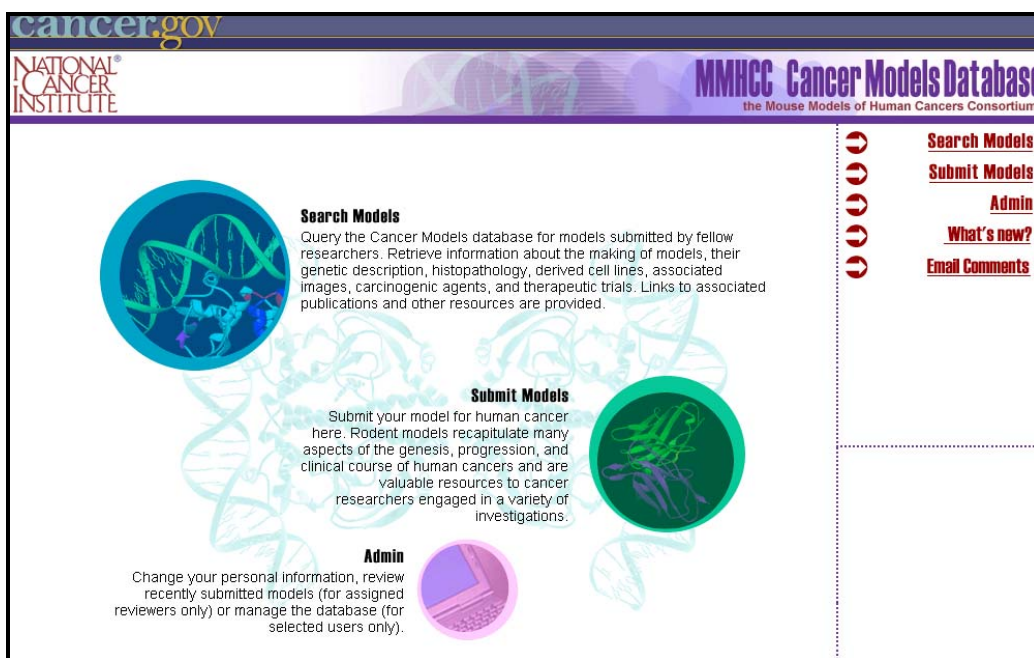 cancer.gov
NATIONAL®
CANCER
INSTITUTE
MMHCC Cancer Models Database
the Mouse Models of Human Cancers Consortium
Search Models
Submit Models
Admin
What's new?
Email Comments
Search Models
Query the Cancer Models database for models submitted by fellow
researchers. Retrieve information about the making of models, their
genetic description, histopathology, derived cell lines, associated
images, carcinogenic agents, and therapeutic trials. Links to associated
publications and other resources are provided.
Submit Models
Submit your model for human cancer
here. Rodent models recapitulate many
aspects of the genesis, progression, and
clinical course of human cancers and are
valuable resources to cancer
researchers engaged in a variety of
investigations.
Admin
Change your personal information, review
recently submitted models (for assigned
reviewers only) or manage the database (for
selected users only).